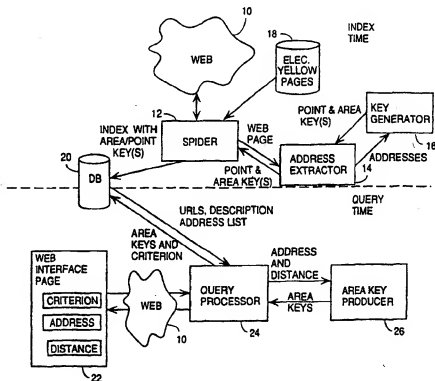 10
18
INDEX
TIME
WEB
ELEC.
YELLOW
PAGES
12
POINT &
AREA KEY(S)
KEY
GENERATOR
16
INDEX WITH
AREA/POINT
KEY(S)
SPIDER
WEB
PAGE
ADDRESS
EXTRACTOR
ADDRESSES
14
20
POINT &
AREA KEY(S)
DB
QUERY
TIME
URLS, DESCRIPTION
ADDRESS LIST
AREA
KEYS AND
CRITERION
WEB
INTERFACE
PAGE
CRITERION
ADDRESS
DISTANCE
22
WEB
10
QUERY
PROCESSOR
24
ADDRESS
AND
DISTANCE
AREA
KEYS
AREA KEY
PRODUCER
26